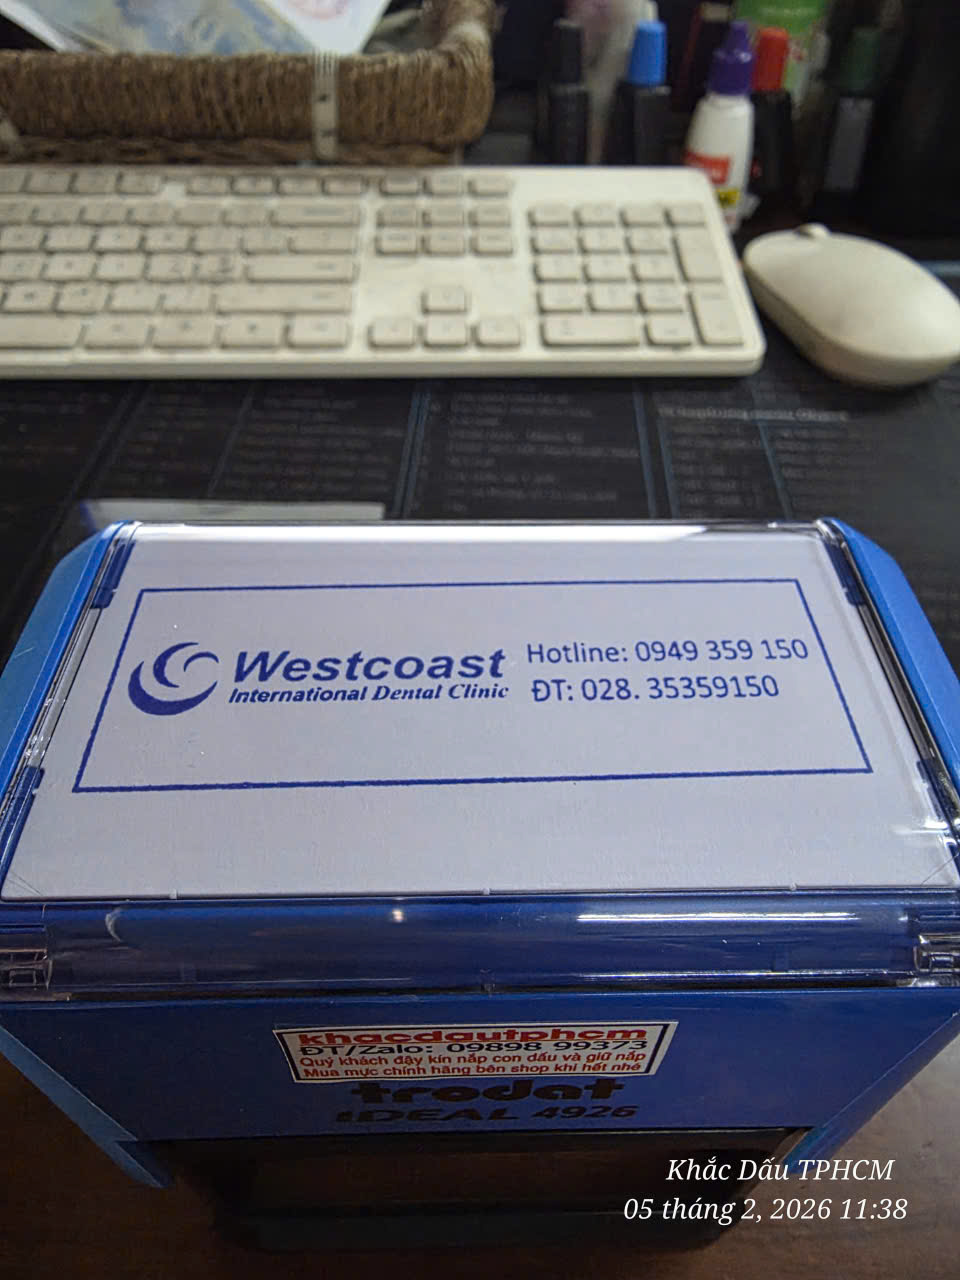 Westcoast
International Dental Clinic
Hotline: 0949 359 150
ĐT: 028. 35359150
khacdautphcm
ĐT/Zalo: 09898 99373
Quý khách đậy kín nắp con dấu và giữ nắp
Mua mực chính hãng bên shop khi hết nhé
trodat
IDEAL 4926
Khắc Dấu TPHCM
05 tháng 2, 2026 11:38